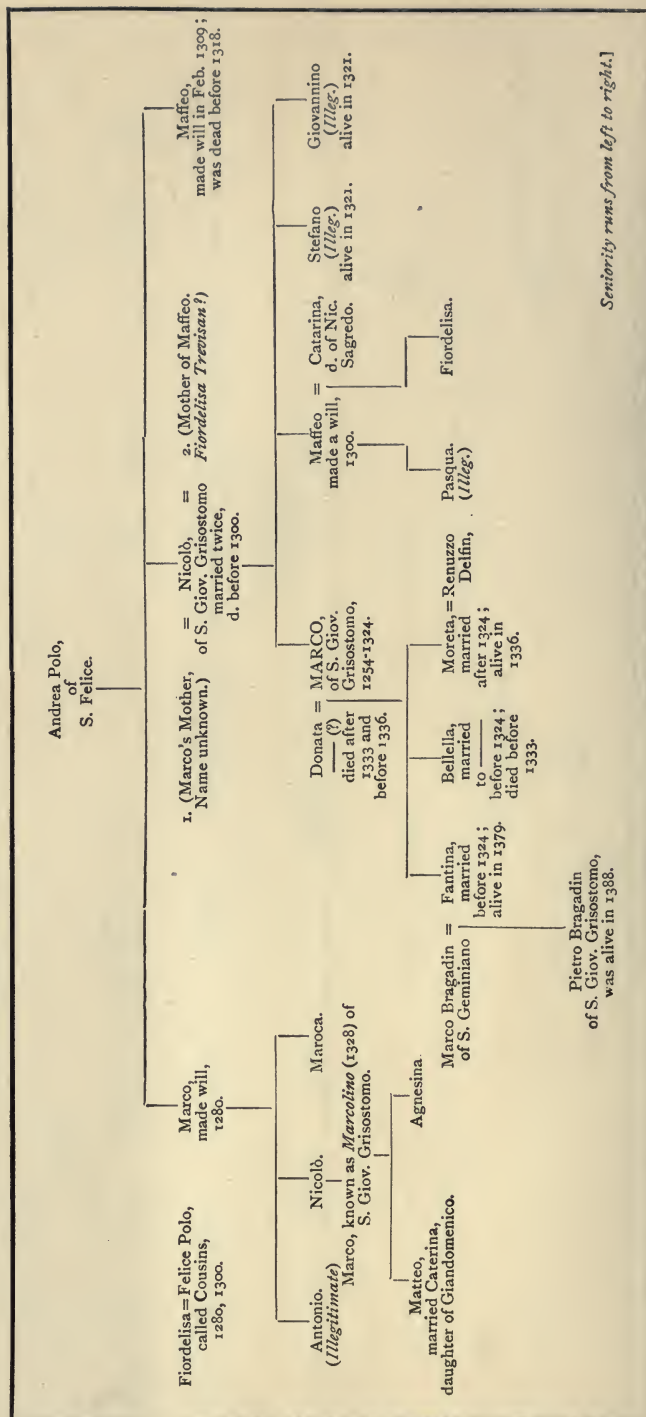 Andrea Polo,
of
S. Felice.
Fiordelisa=Felice Polo,
called Cousins,
1280, 1300.
Marco,
made will,
1280.
1. (Marco's Mother,
Name unknown.)
= Nicolò, =
of S. Giov. Grisostomo
married twice,
d. before 1300.
2. (Mother of Maffeo.
Fiordelisa Trevisan?)
Maffeo,
made will in Feb. 1309;
was dead before 1318.
Antonio.
(Illegitimate)
Nicolò.
Maroca.
Donata =
—— (?)
died after
1333 and
before 1336.
MARCO,
of S. Giov.
Grisostomo,
1254-1324.
Maffeo =
made a will,
1300.
Catarina,
d. of Nic.
Sagredo.
Stefano
(Illeg.)
alive in 1321.
Giovannino
(Illeg.)
alive in 1321.
Marco, known as Marcolino (1328) of
S. Giov. Grisostomo.
Marco Bragadin =
of S. Geminiano
Fantina,
married
before 1324;
alive in 1379.
Bellella,
married
to ——
before 1324;
died before
1333.
Moreta, =
married
after 1324;
alive in
1336.
Renuzzo
Delfin,
Pasqua.
(Illeg.)
Fiordelisa.
Matteo,
married Caterina,
daughter of Giandomenico.
Agnesina
Pietro Bragadin
of S. Giov. Grisostomo,
was alive in 1388.
Seniority runs from left to right.]